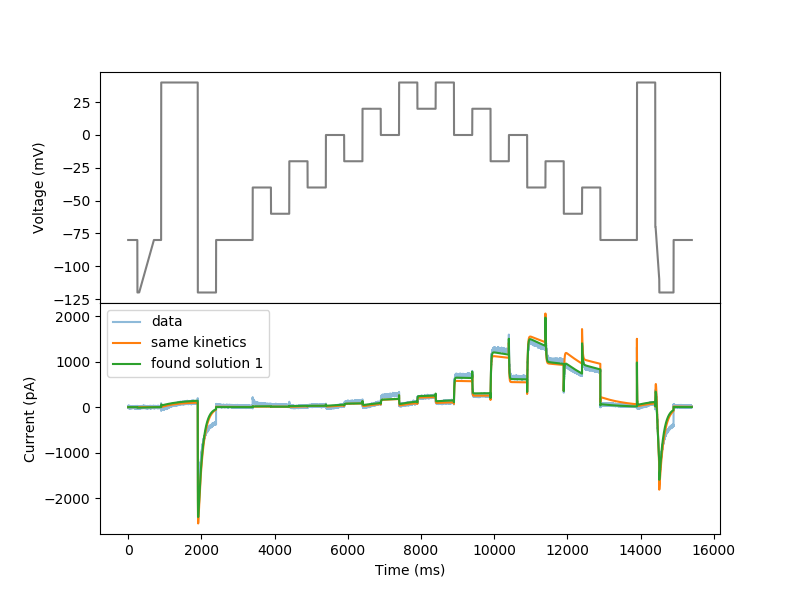 25
0
−25
−50
−75
−100
−125
Voltage (mV)
data
same kinetics
found solution 1
2000
1000
0
−1000
−2000
Current (pA)
0 2000 4000 6000 8000 10000 12000 14000 16000
Time (ms)